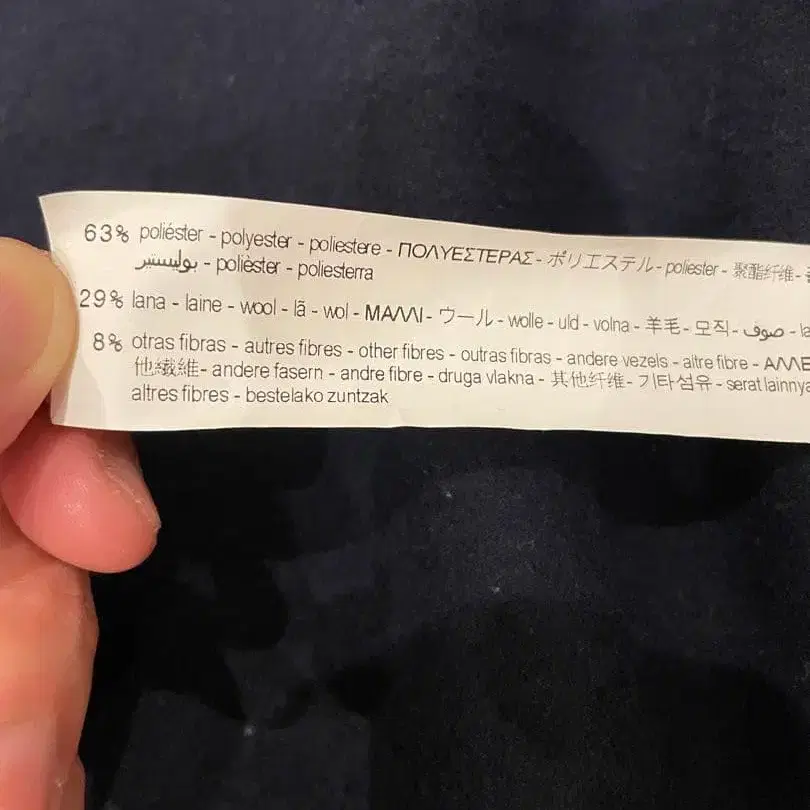 63% poliéster - polyester - poliestere - ΠΟΛΥΕΣΤΕΡΑΣ - ポリエステル - poliester - 聚酯纤维 -
بوليستير - polièster - poliesterra
29% lana - laine - wool - lã - wol - ΜΑΛΛΙ - ウール - wolle - uld - volna - 羊毛 - 모직 - صوف -
8% otras fibras - autres fibres - other fibres - outras fibras - andere vezels - altre fibre -
他繊維 - andere fasern - andre fibre - druga vlakna - 其他纤维 - 기타섬유 - serat lainnya
altres fibres - bestelako zuntzak